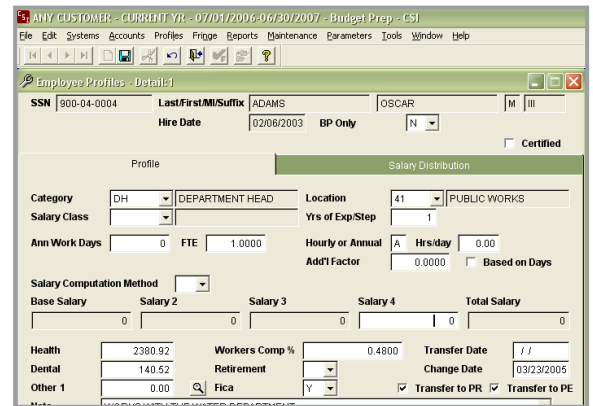 ANY CUSTOMER - CURRENT YR - 07/01/2006-06/30/2007 - Budget Prep - CSI
File Edit Systems Accounts Profiles Fringe Reports Maintenance Parameters Tools Window Help
Employee Profiles - Detail:1
SSN 900-04-0004 Last/First/MI/Suffix ADAMS OSCAR M III
Hire Date 02/06/2003 BP Only N
Certified
Profile Salary Distribution
Category DH DEPARTMENT HEAD Location 41 PUBLIC WORKS
Salary Class Yrs of Exp/Step 1
Ann Work Days 0 FTE 1.0000 Hourly or Annual A Hrs/day 0.00
Add'l Factor 0.0000 Based on Days
Salary Computation Method
Base Salary Salary 2 Salary 3 Salary 4 Total Salary
0 0 0 0 0
Health 2380.92 Workers Comp % 0.4800 Transfer Date / /
Dental 140.52 Retirement Change Date 03/23/2005
Other 1 0.00 Fica Y Transfer to PR Transfer to PE
Note WORKS WITH THE WATER DEPARTMENT